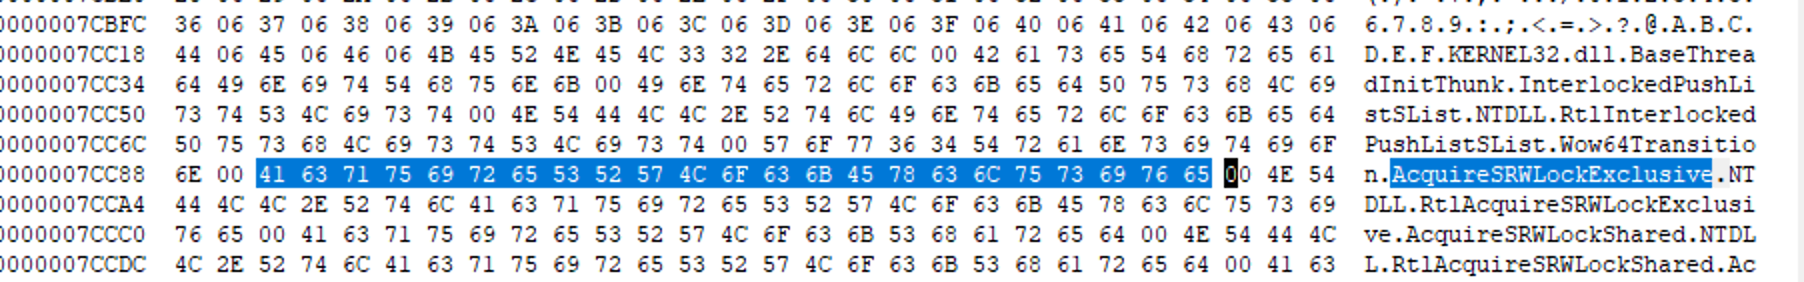 0000007CBFC 36 06 37 06 38 06 39 06 3A 06 3B 06 3C 06 3D 06 3E 06 3F 06 40 06 41 06 42 06 43 06 6.7.8.9.:.;.<.=.>.?.@.A.B.C.
0000007CC18 44 06 45 06 46 06 4B 45 52 4E 45 4C 33 32 2E 64 6C 6C 00 42 61 73 65 54 68 72 65 61 D.E.F.KERNEL32.dll.BaseThrea
0000007CC34 64 49 6E 69 74 54 68 75 6E 6B 00 49 6E 74 65 72 6C 6F 63 6B 65 64 50 75 73 68 4C 69 dInitThunk.InterlockedPushLi
0000007CC50 73 74 53 4C 69 73 74 00 4E 54 44 4C 4C 2E 52 74 6C 49 6E 74 65 72 6C 6F 63 6B 65 64 stSList.NTDLL.RtlInterlocked
0000007CC6C 50 75 73 68 4C 69 73 74 53 4C 69 73 74 00 57 6F 77 36 34 54 72 61 6E 73 69 74 69 6F PushListSList.Wow64Transitio
0000007CC88 6E 00 41 63 71 75 69 72 65 53 52 57 4C 6F 63 6B 45 78 63 6C 75 73 69 76 65 00 4E 54 n.AcquireSRWLockExclusive.NT
0000007CCA4 44 4C 4C 2E 52 74 6C 41 63 71 75 69 72 65 53 52 57 4C 6F 63 6B 45 78 63 6C 75 73 69 DLL.RtlAcquireSRWLockExclusi
0000007CCC0 76 65 00 41 63 71 75 69 72 65 53 52 57 4C 6F 63 6B 53 68 61 72 65 64 00 4E 54 44 4C ve.AcquireSRWLockShared.NTDL
0000007CCDC 4C 2E 52 74 6C 41 63 71 75 69 72 65 53 52 57 4C 6F 63 6B 53 68 61 72 65 64 00 41 63 L.RtlAcquireSRWLockShared.Ac